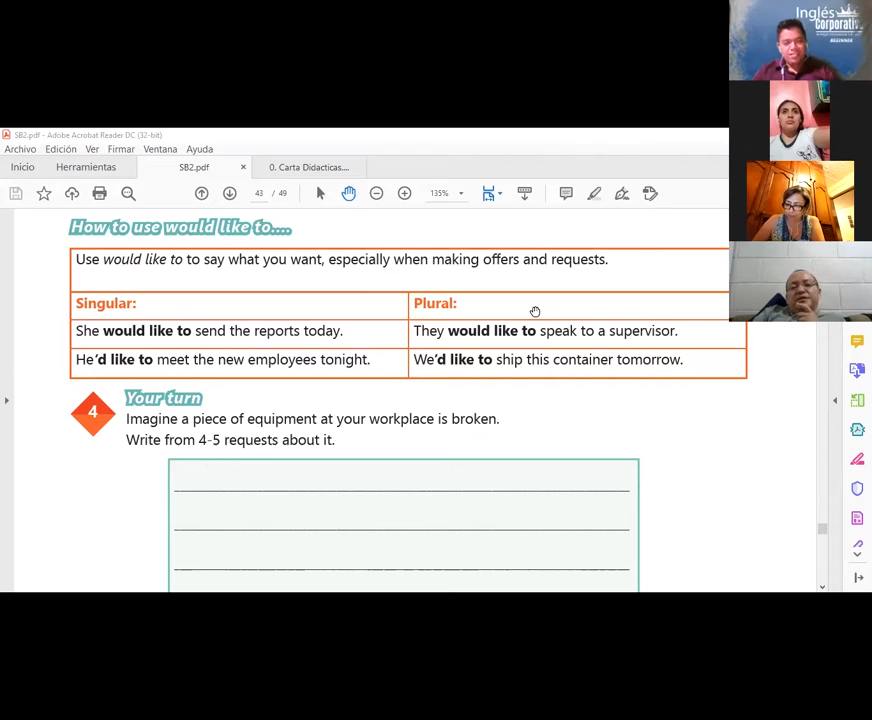 SB2.pdf - Adobe Acrobat Reader DC (32-bit)
Archivo Edición Ver Firmar Ventana Ayuda
Inicio Herramientas SB2.pdf × 0. Carta Didacticas....
43 / 49 135%
How to use would like to....
Use would like to to say what you want, especially when making offers and requests.
Singular: Plural:
She would like to send the reports today. They would like to speak to a supervisor.
He'd like to meet the new employees tonight. We'd like to ship this container tomorrow.
4 Your turn
Imagine a piece of equipment at your workplace is broken.
Write from 4-5 requests about it.
Inglés
Corporativo
BEGINNER